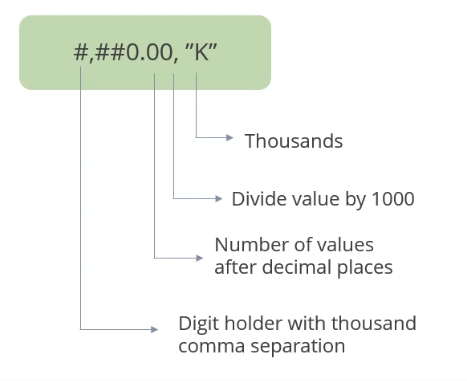 #,##0.00, ”K”
Thousands
Divide value by 1000
Number of values
after decimal places
Digit holder with thousand
comma separation